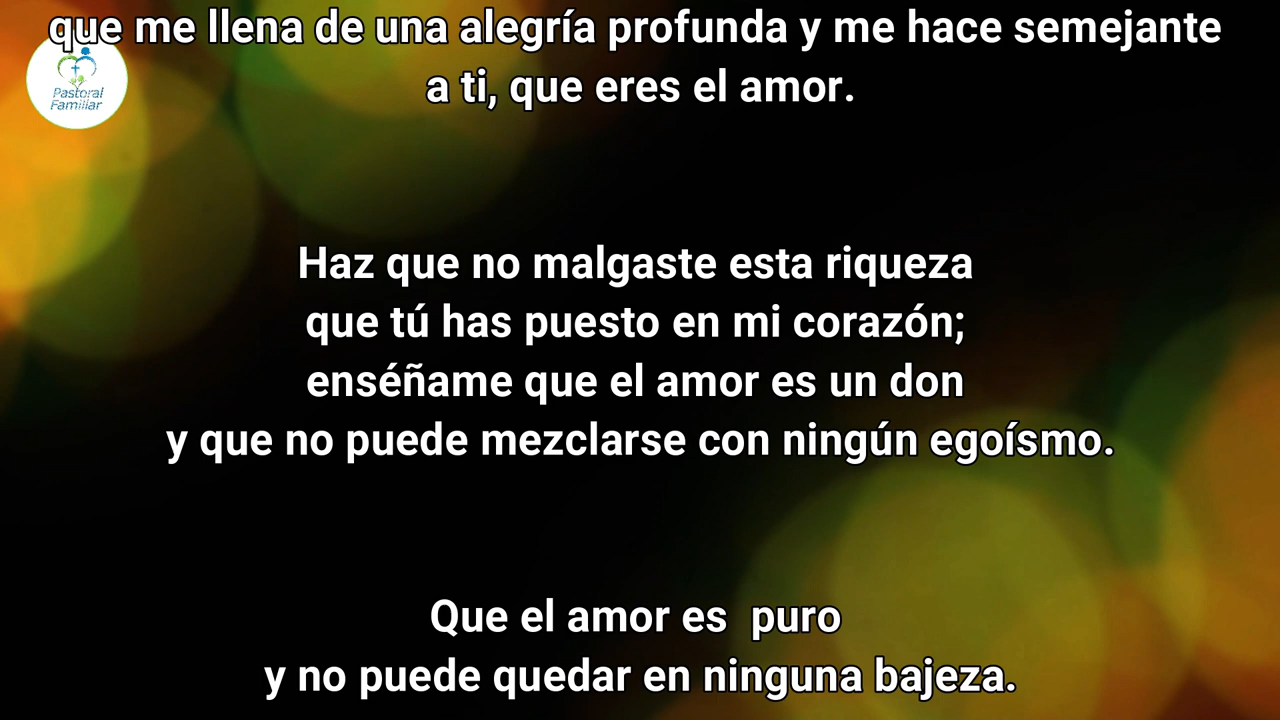 que me llena de una alegría profunda y me hace semejante
a ti, que eres el amor.
Pastoral
Familiar
Haz que no malgaste esta riqueza
que tú has puesto en mi corazón;
enséñame que el amor es un don
y que no puede mezclarse con ningún egoísmo.
Que el amor es  puro
y no puede quedar en ninguna bajeza.